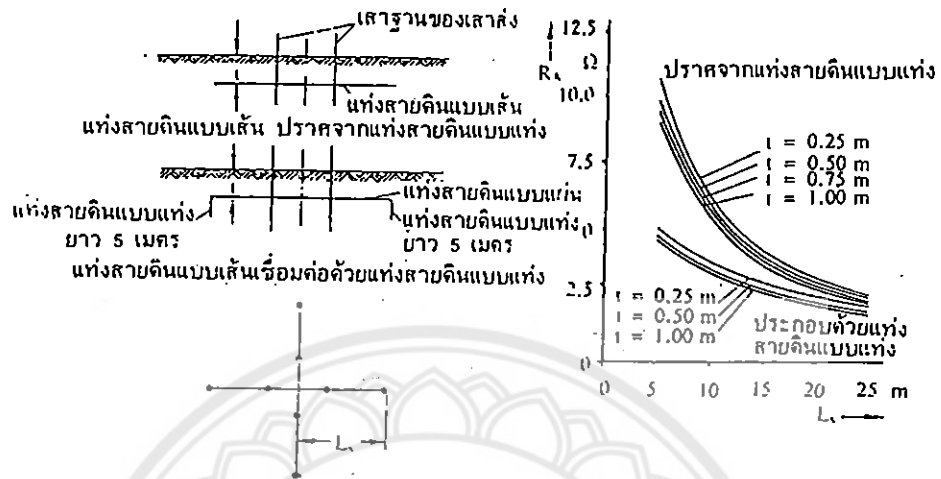 เสาฐานของเสาส่ง
แท่งสายดินแบบเส้น
แท่งสายดินแบบเส้น ปราศจากแท่งสายดินแบบแท่ง
แท่งสายดินแบบแท่ง
ยาว 5 เมตร
แท่งสายดินแบบแก่น
แท่งสายดินแบบแท่ง
ยาว 5 เมตร
แท่งสายดินแบบเส้นเชื่อมต่อด้วยแท่งสายดินแบบแท่ง
12,5
Ω
10,0
7.5
0
2.5
0
ปราศจากแท่งสายดินแบบแท่ง
t = 0.25 m
t = 0.50 m
t = 0.75 m
t = 1.00 m
t = 0.25 m
t = 0.50 m
t = 1.00 m
ประกอบด้วยแท่ง
สายดินแบบแท่ง
0 5 10 15 20 25 m